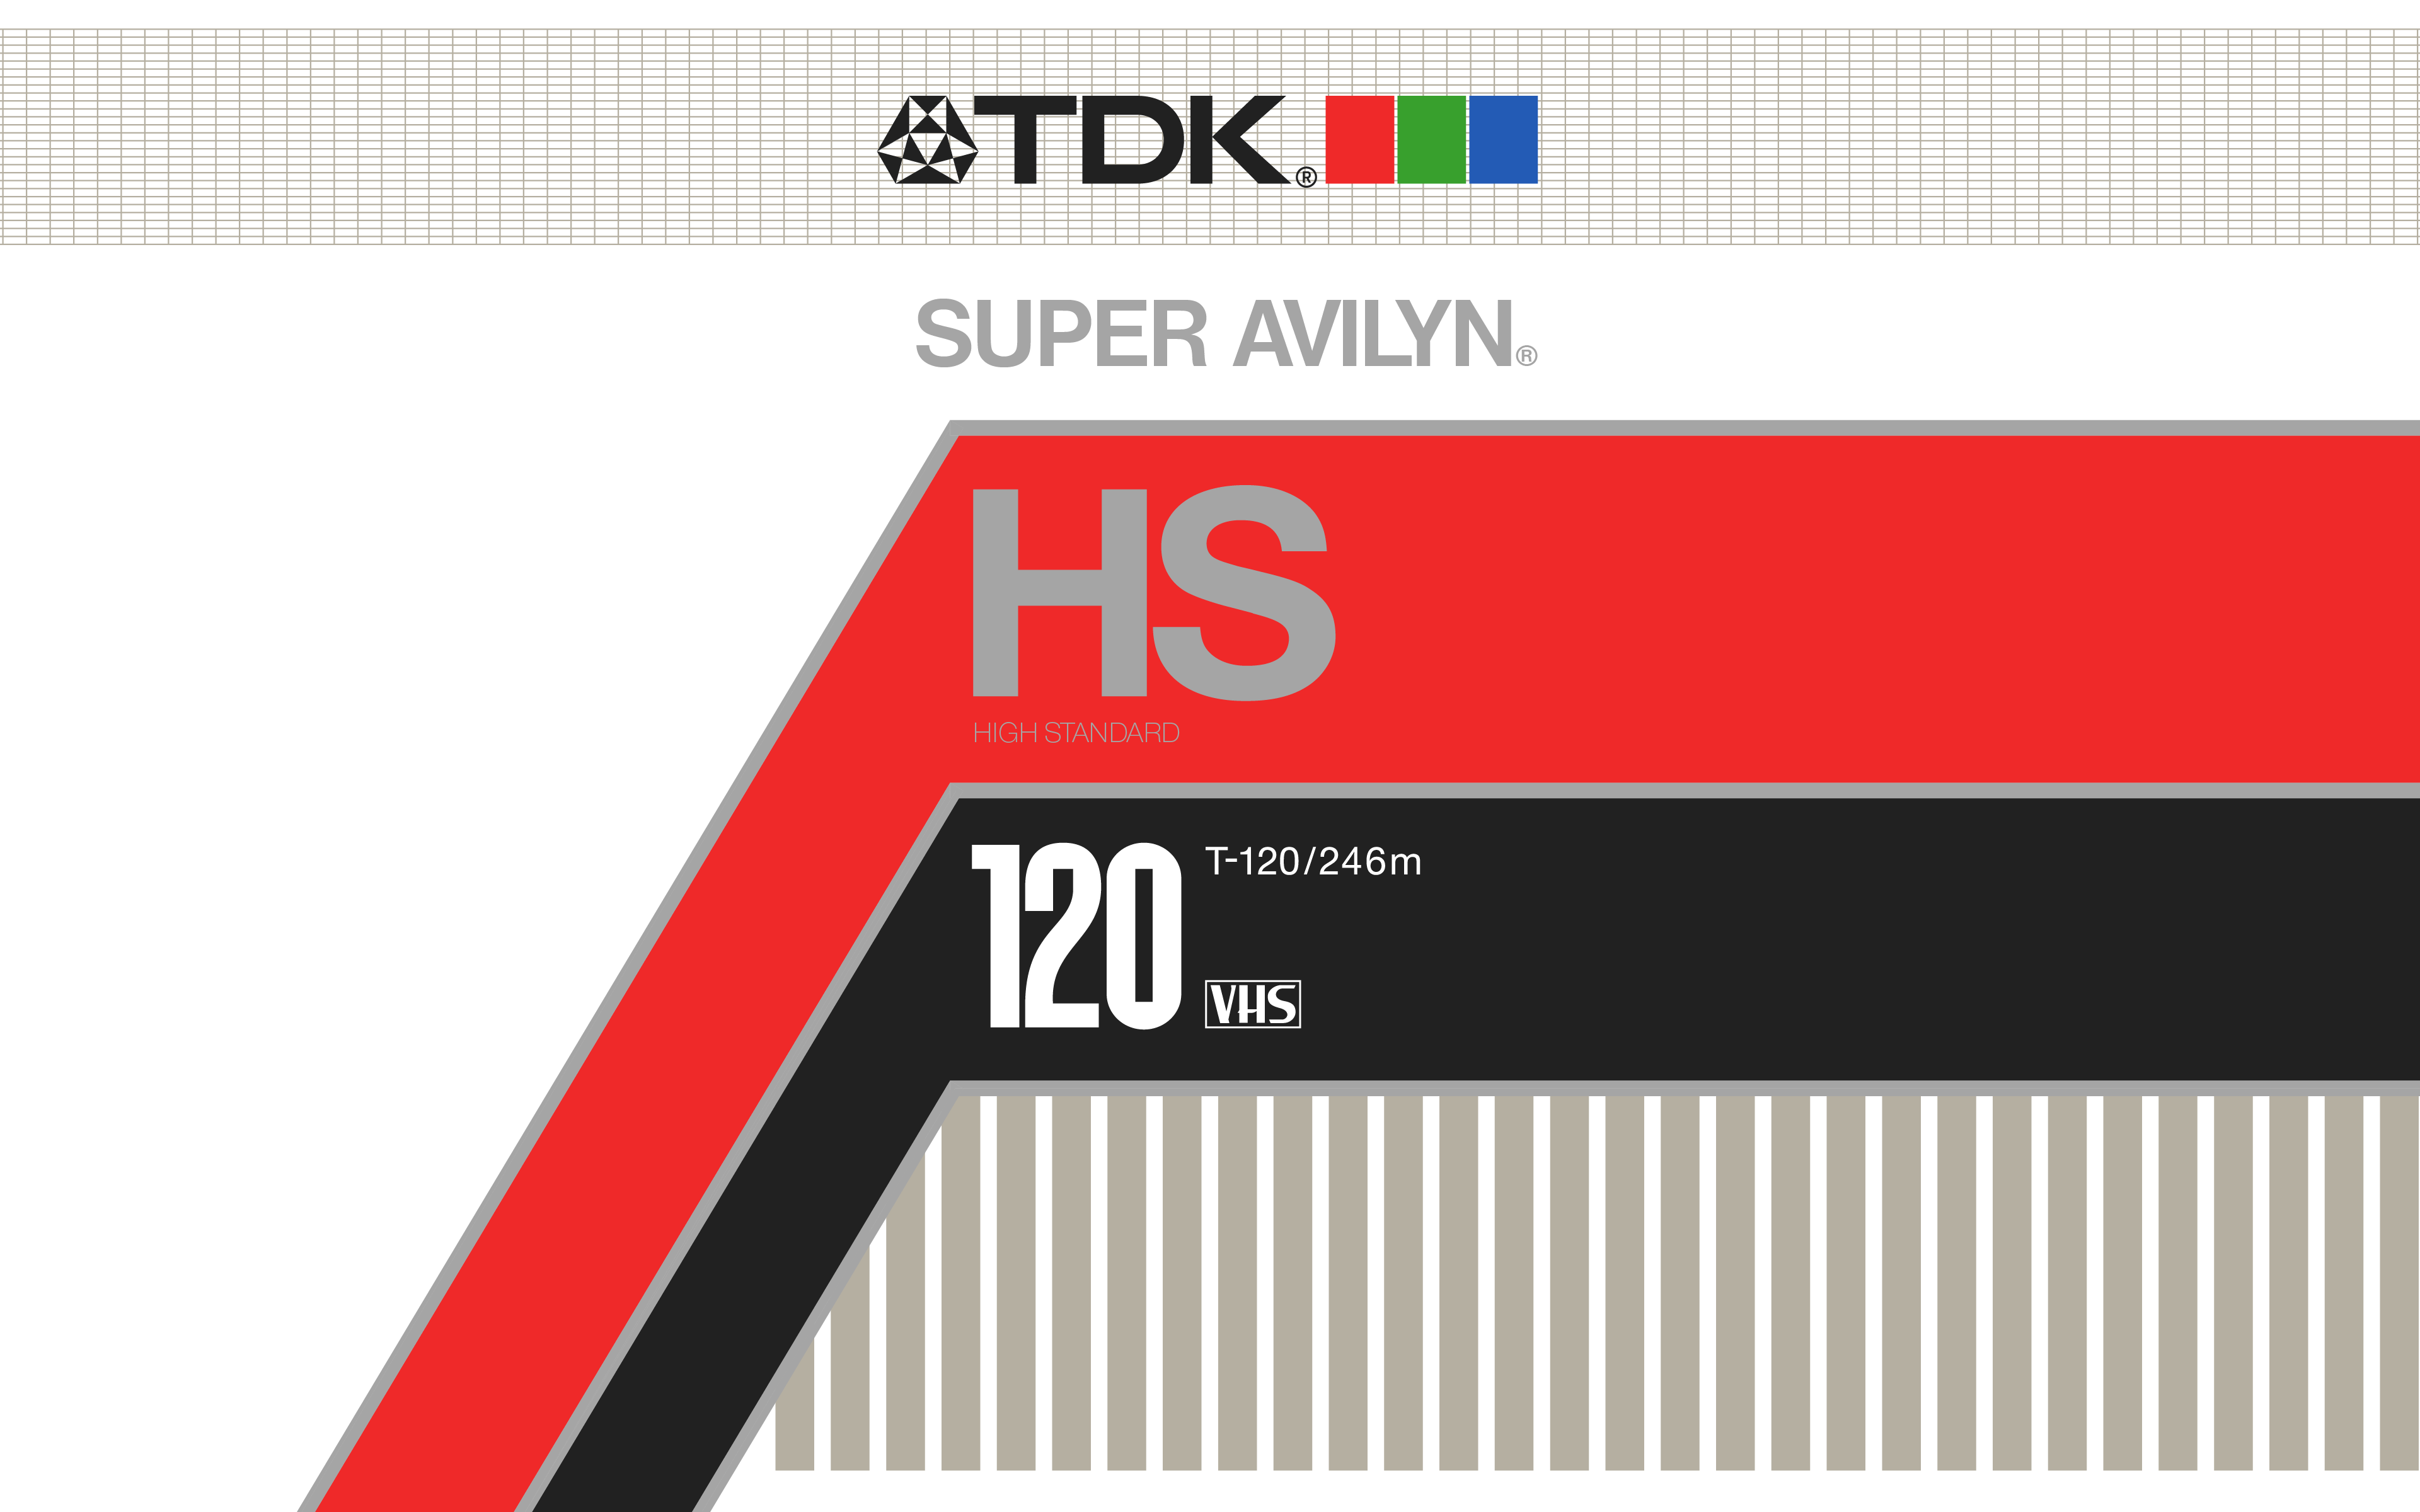 TDK®
SUPER AVILYN®
HS
HIGH STANDARD
120
T-120/246m
VHS